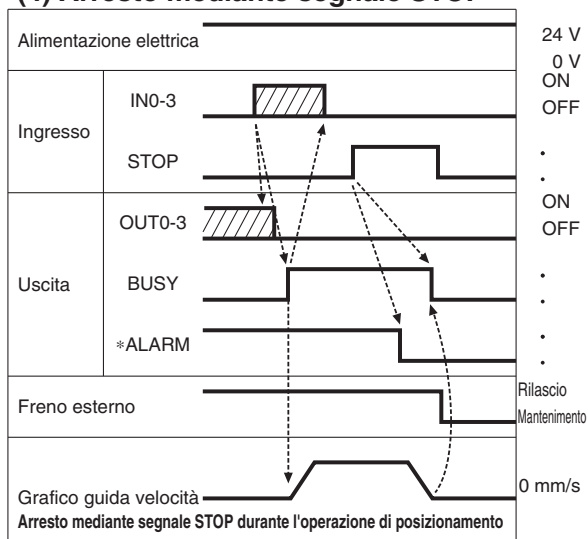 (4) Arresto mediante segnale STOP
Alimentazione elettrica
24 V
0 V
Ingresso
IN0-3
ON
OFF
STOP
Uscita
OUT0-3
ON
OFF
BUSY
*ALARM
Freno esterno
Rilascio
Mantenimento
Grafico guida velocità
0 mm/s
Arresto mediante segnale STOP durante l'operazione di posizionamento